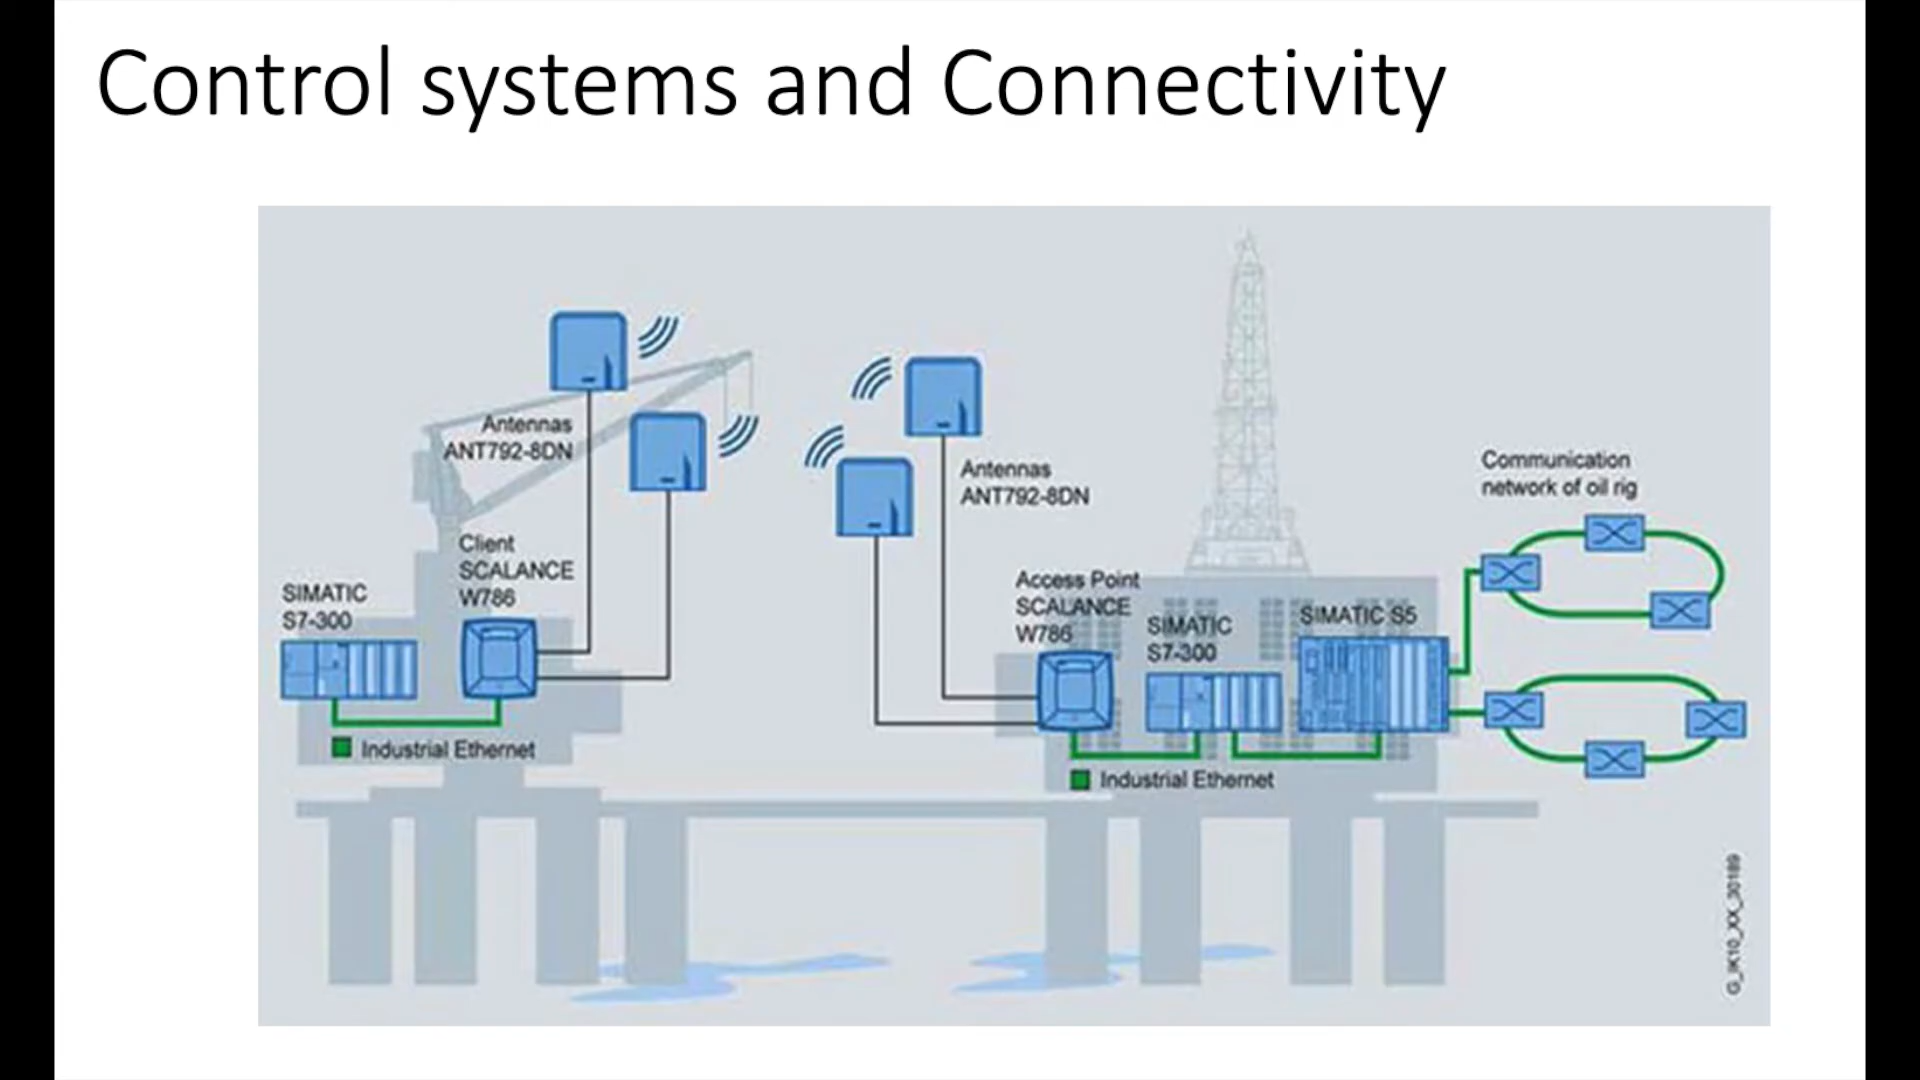 Control systems and Connectivity
Antennas
ANT792-8DN
Client
SCALANCE
W786
SIMATIC
S7-300
Industrial Ethernet
Antennas
ANT792-8DN
Access Point
SCALANCE
W786
SIMATIC
S7-300
SIMATIC S5
Industrial Ethernet
Communication
network of oil rig
G_IK10_XX_30189